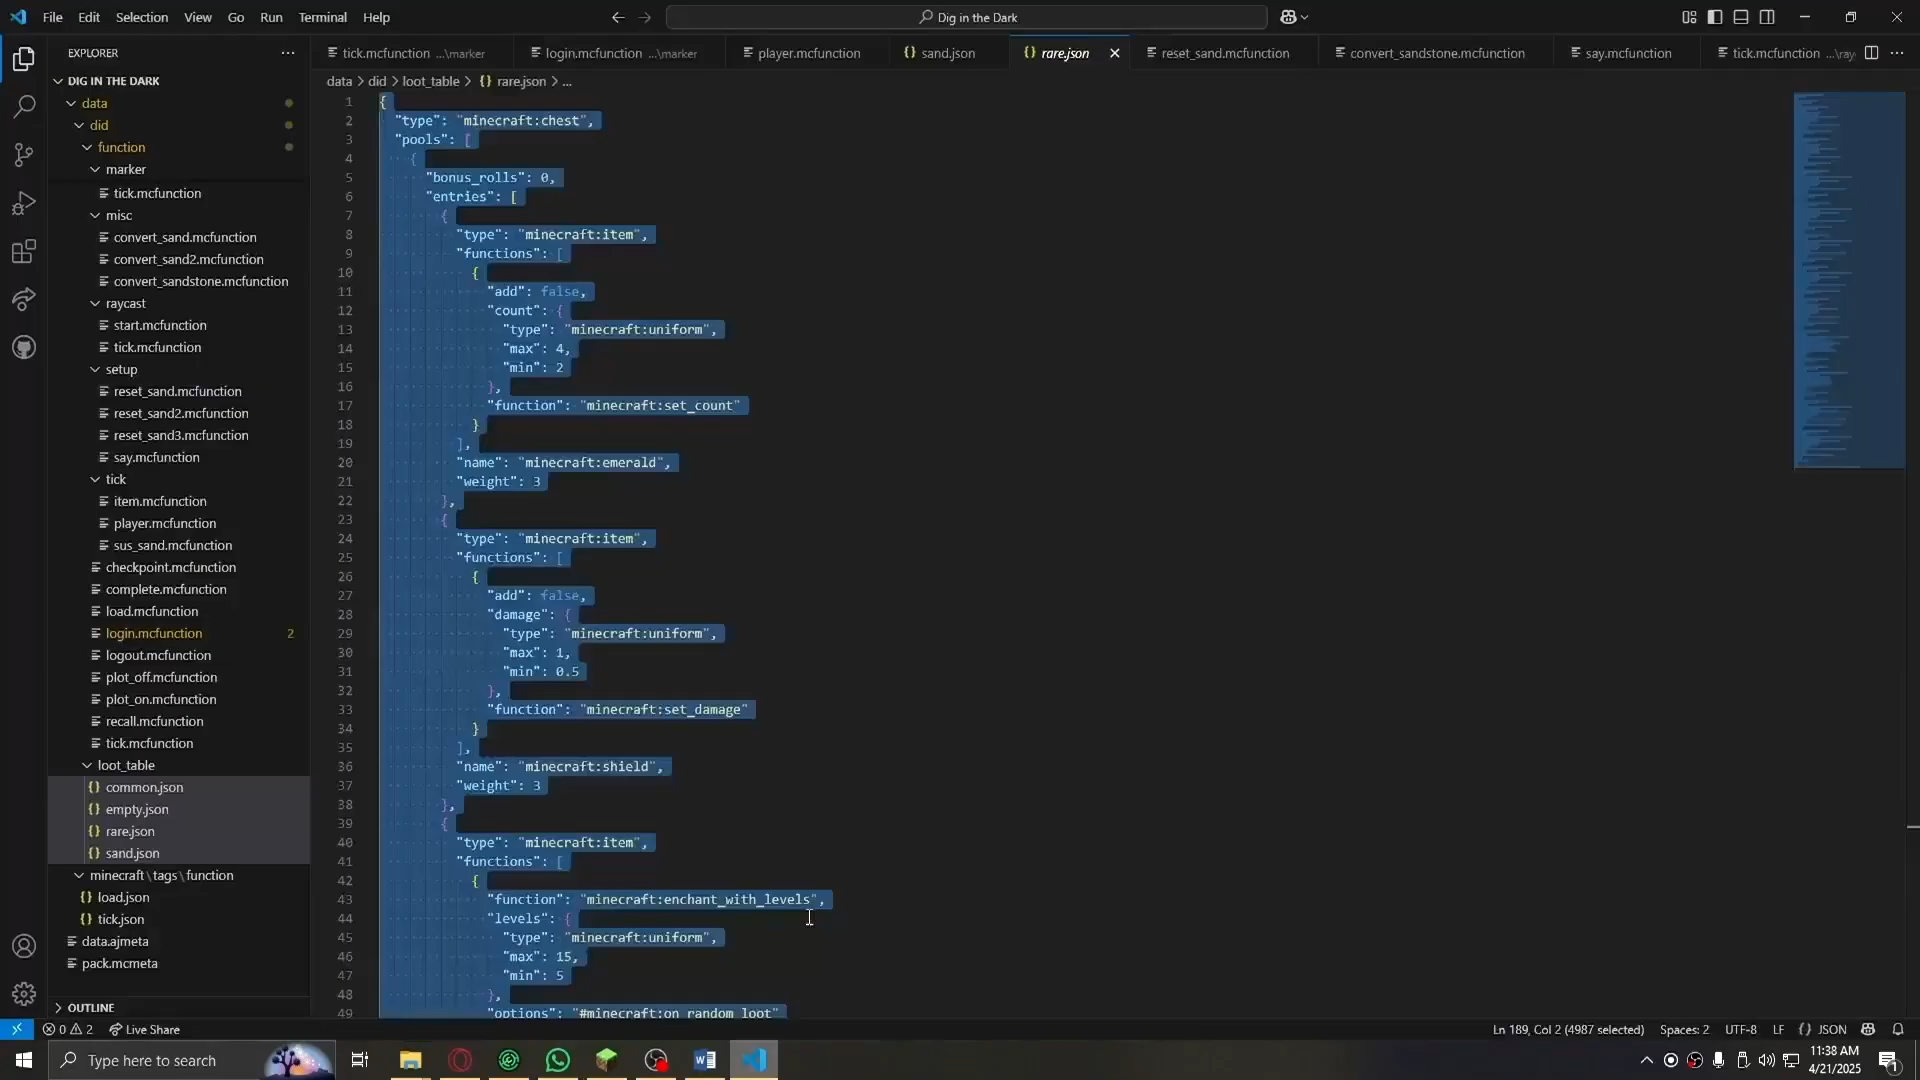 File Edit Selection View Go Run Terminal Help
Dig in the Dark
EXPLORER
DIG IN THE DARK
data
did
function
marker
tick.mcfunction
misc
convert_sand.mcfunction
convert_sand2.mcfunction
convert_sandstone.mcfunction
raycast
start.mcfunction
tick.mcfunction
setup
reset_sand.mcfunction
reset_sand2.mcfunction
reset_sand3.mcfunction
say.mcfunction
tick
item.mcfunction
player.mcfunction
sus_sand.mcfunction
checkpoint.mcfunction
complete.mcfunction
load.mcfunction
login.mcfunction 2
logout.mcfunction
plot_off.mcfunction
plot_on.mcfunction
recall.mcfunction
tick.mcfunction
loot_table
{} common.json
{} empty.json
{} rare.json
{} sand.json
minecraft\tags\function
{} load.json
{} tick.json
data.ajmeta
pack.mcmeta
OUTLINE
tick.mcfunction ...\marker login.mcfunction ...\marker player.mcfunction {} sand.json {} rare.json reset_sand.mcfunction convert_sandstone.mcfunction say.mcfunction tick.mcfunction ...\ray
data > did > loot_table > {} rare.json > ...
1 {
2 "type": "minecraft:chest",
3 "pools": [
4 {
5 "bonus_rolls": 0,
6 "entries": [
7 {
8 "type": "minecraft:item",
9 "functions": [
10 {
11 "add": false,
12 "count": {
13 "type": "minecraft:uniform",
14 "max": 4,
15 "min": 2
16 },
17 "function": "minecraft:set_count"
18 }
19 ],
20 "name": "minecraft:emerald",
21 "weight": 3
22 },
23 {
24 "type": "minecraft:item",
25 "functions": [
26 {
27 "add": false,
28 "damage": {
29 "type": "minecraft:uniform",
30 "max": 1,
31 "min": 0.5
32 },
33 "function": "minecraft:set_damage"
34 }
35 ],
36 "name": "minecraft:shield",
37 "weight": 3
38 },
39 {
40 "type": "minecraft:item",
41 "functions": [
42 {
43 "function": "minecraft:enchant_with_levels",
44 "levels": {
45 "type": "minecraft:uniform",
46 "max": 15,
47 "min": 5
48 },
49 "options": "#minecraft:on_random_loot"
0 2 Live Share
Ln 189, Col 2 (4987 selected) Spaces: 2 UTF-8 LF {} JSON
Type here to search
11:38 AM
4/21/2025
1